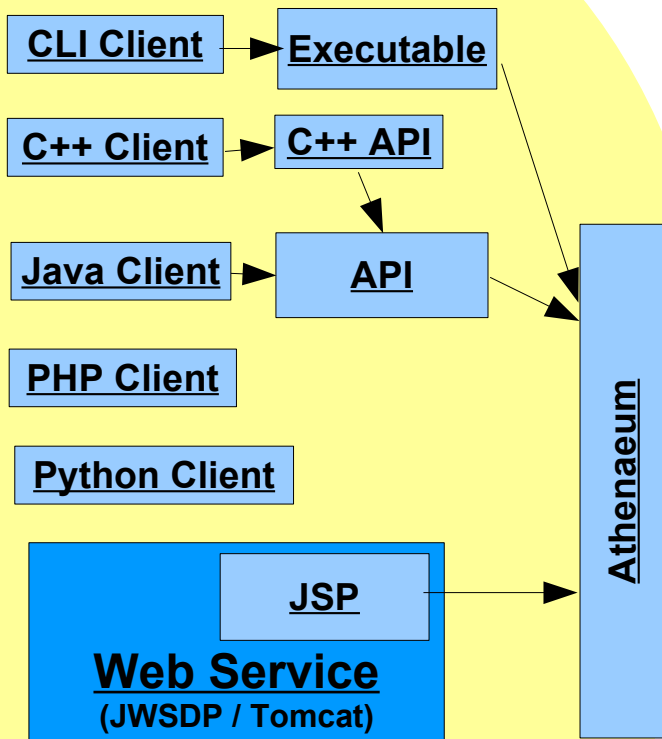 CLI Client
Executable
C++ Client
C++ API
Java Client
API
PHP Client
Python Client
Athenaeum
JSP
Web Service
(JWSDP / Tomcat)